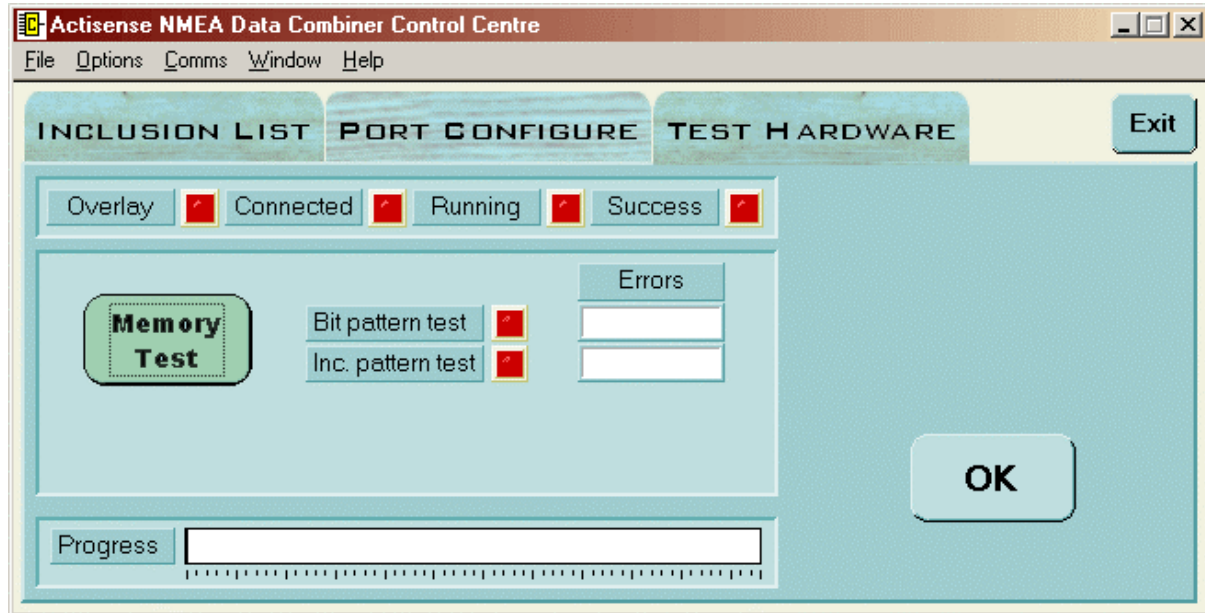 Actisense NMEA Data Combiner Control Centre
File Options Comms Window Help
INCLUSION LIST PORT CONFIGURE TEST HARDWARE Exit
Overlay Connected Running Success
Errors
Memory Test
Bit pattern test
Inc. pattern test
OK
Progress